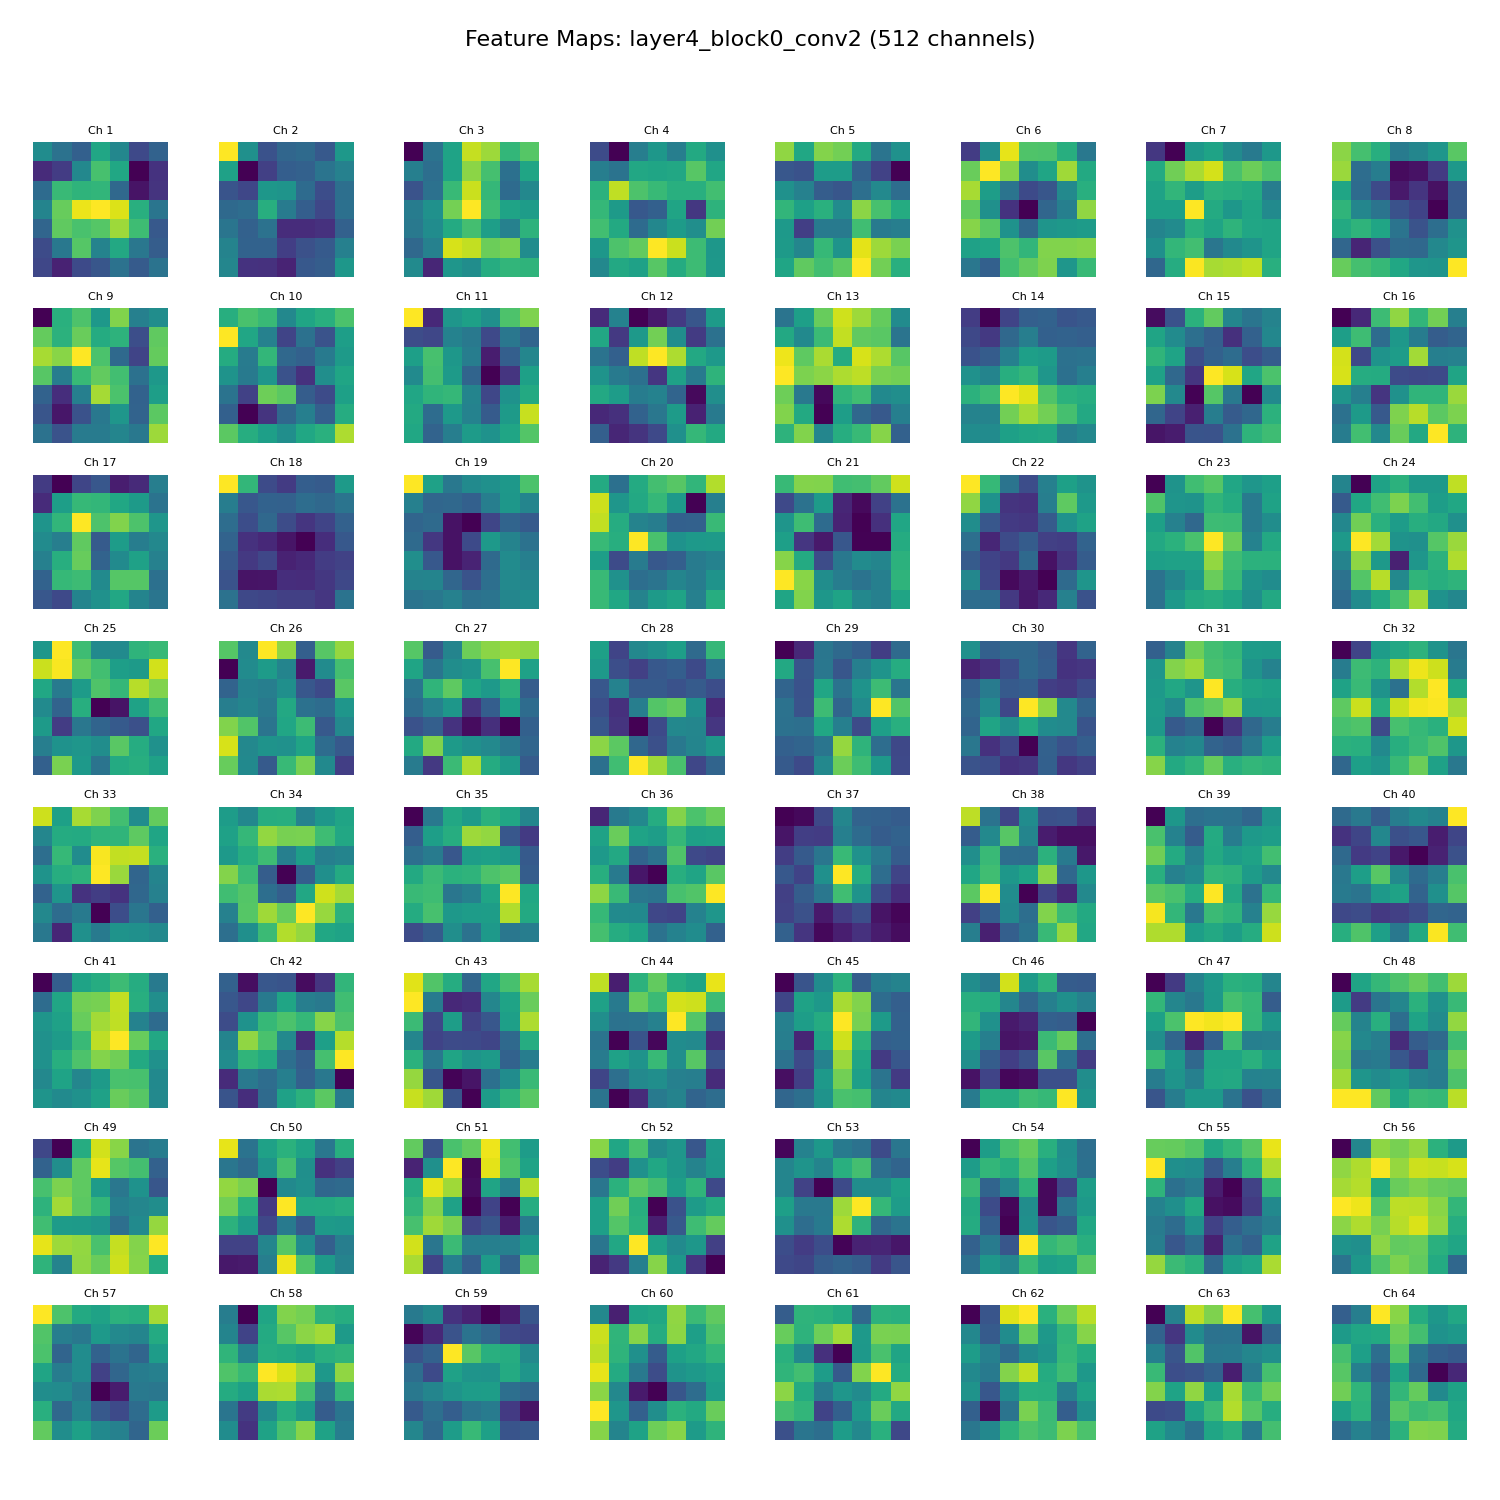 Feature Maps: layer4_block0_conv2 (512 channels)
Ch 1 Ch 2 Ch 3 Ch 4 Ch 5 Ch 6 Ch 7 Ch 8
Ch 9 Ch 10 Ch 11 Ch 12 Ch 13 Ch 14 Ch 15 Ch 16
Ch 17 Ch 18 Ch 19 Ch 20 Ch 21 Ch 22 Ch 23 Ch 24
Ch 25 Ch 26 Ch 27 Ch 28 Ch 29 Ch 30 Ch 31 Ch 32
Ch 33 Ch 34 Ch 35 Ch 36 Ch 37 Ch 38 Ch 39 Ch 40
Ch 41 Ch 42 Ch 43 Ch 44 Ch 45 Ch 46 Ch 47 Ch 48
Ch 49 Ch 50 Ch 51 Ch 52 Ch 53 Ch 54 Ch 55 Ch 56
Ch 57 Ch 58 Ch 59 Ch 60 Ch 61 Ch 62 Ch 63 Ch 64